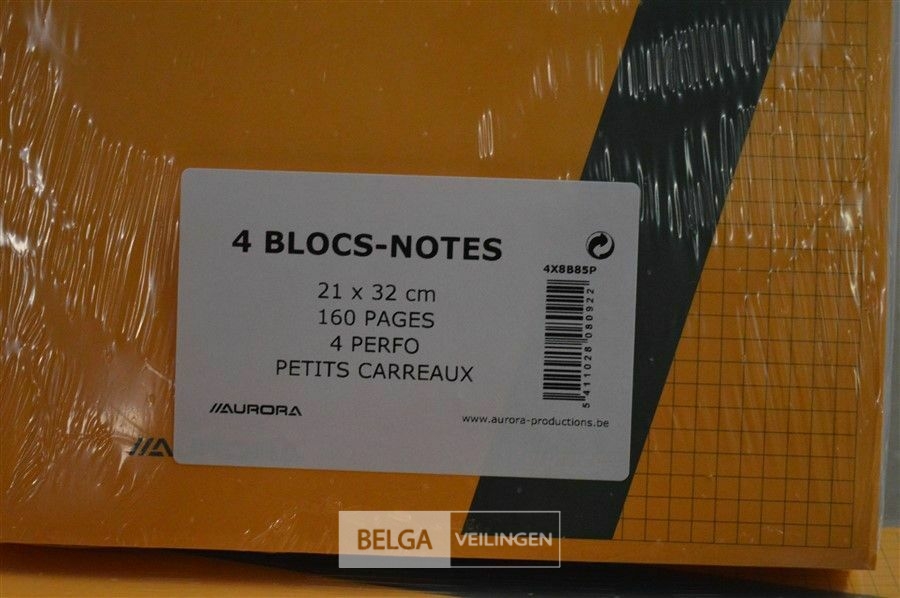 4 BLOCS-NOTES
4X8B85P
21 x 32 cm
160 PAGES
4 PERFO
PETITS CARREAUX
5 411028 080922
//AURORA
www.aurora-productions.be
BELGA VEILINGEN